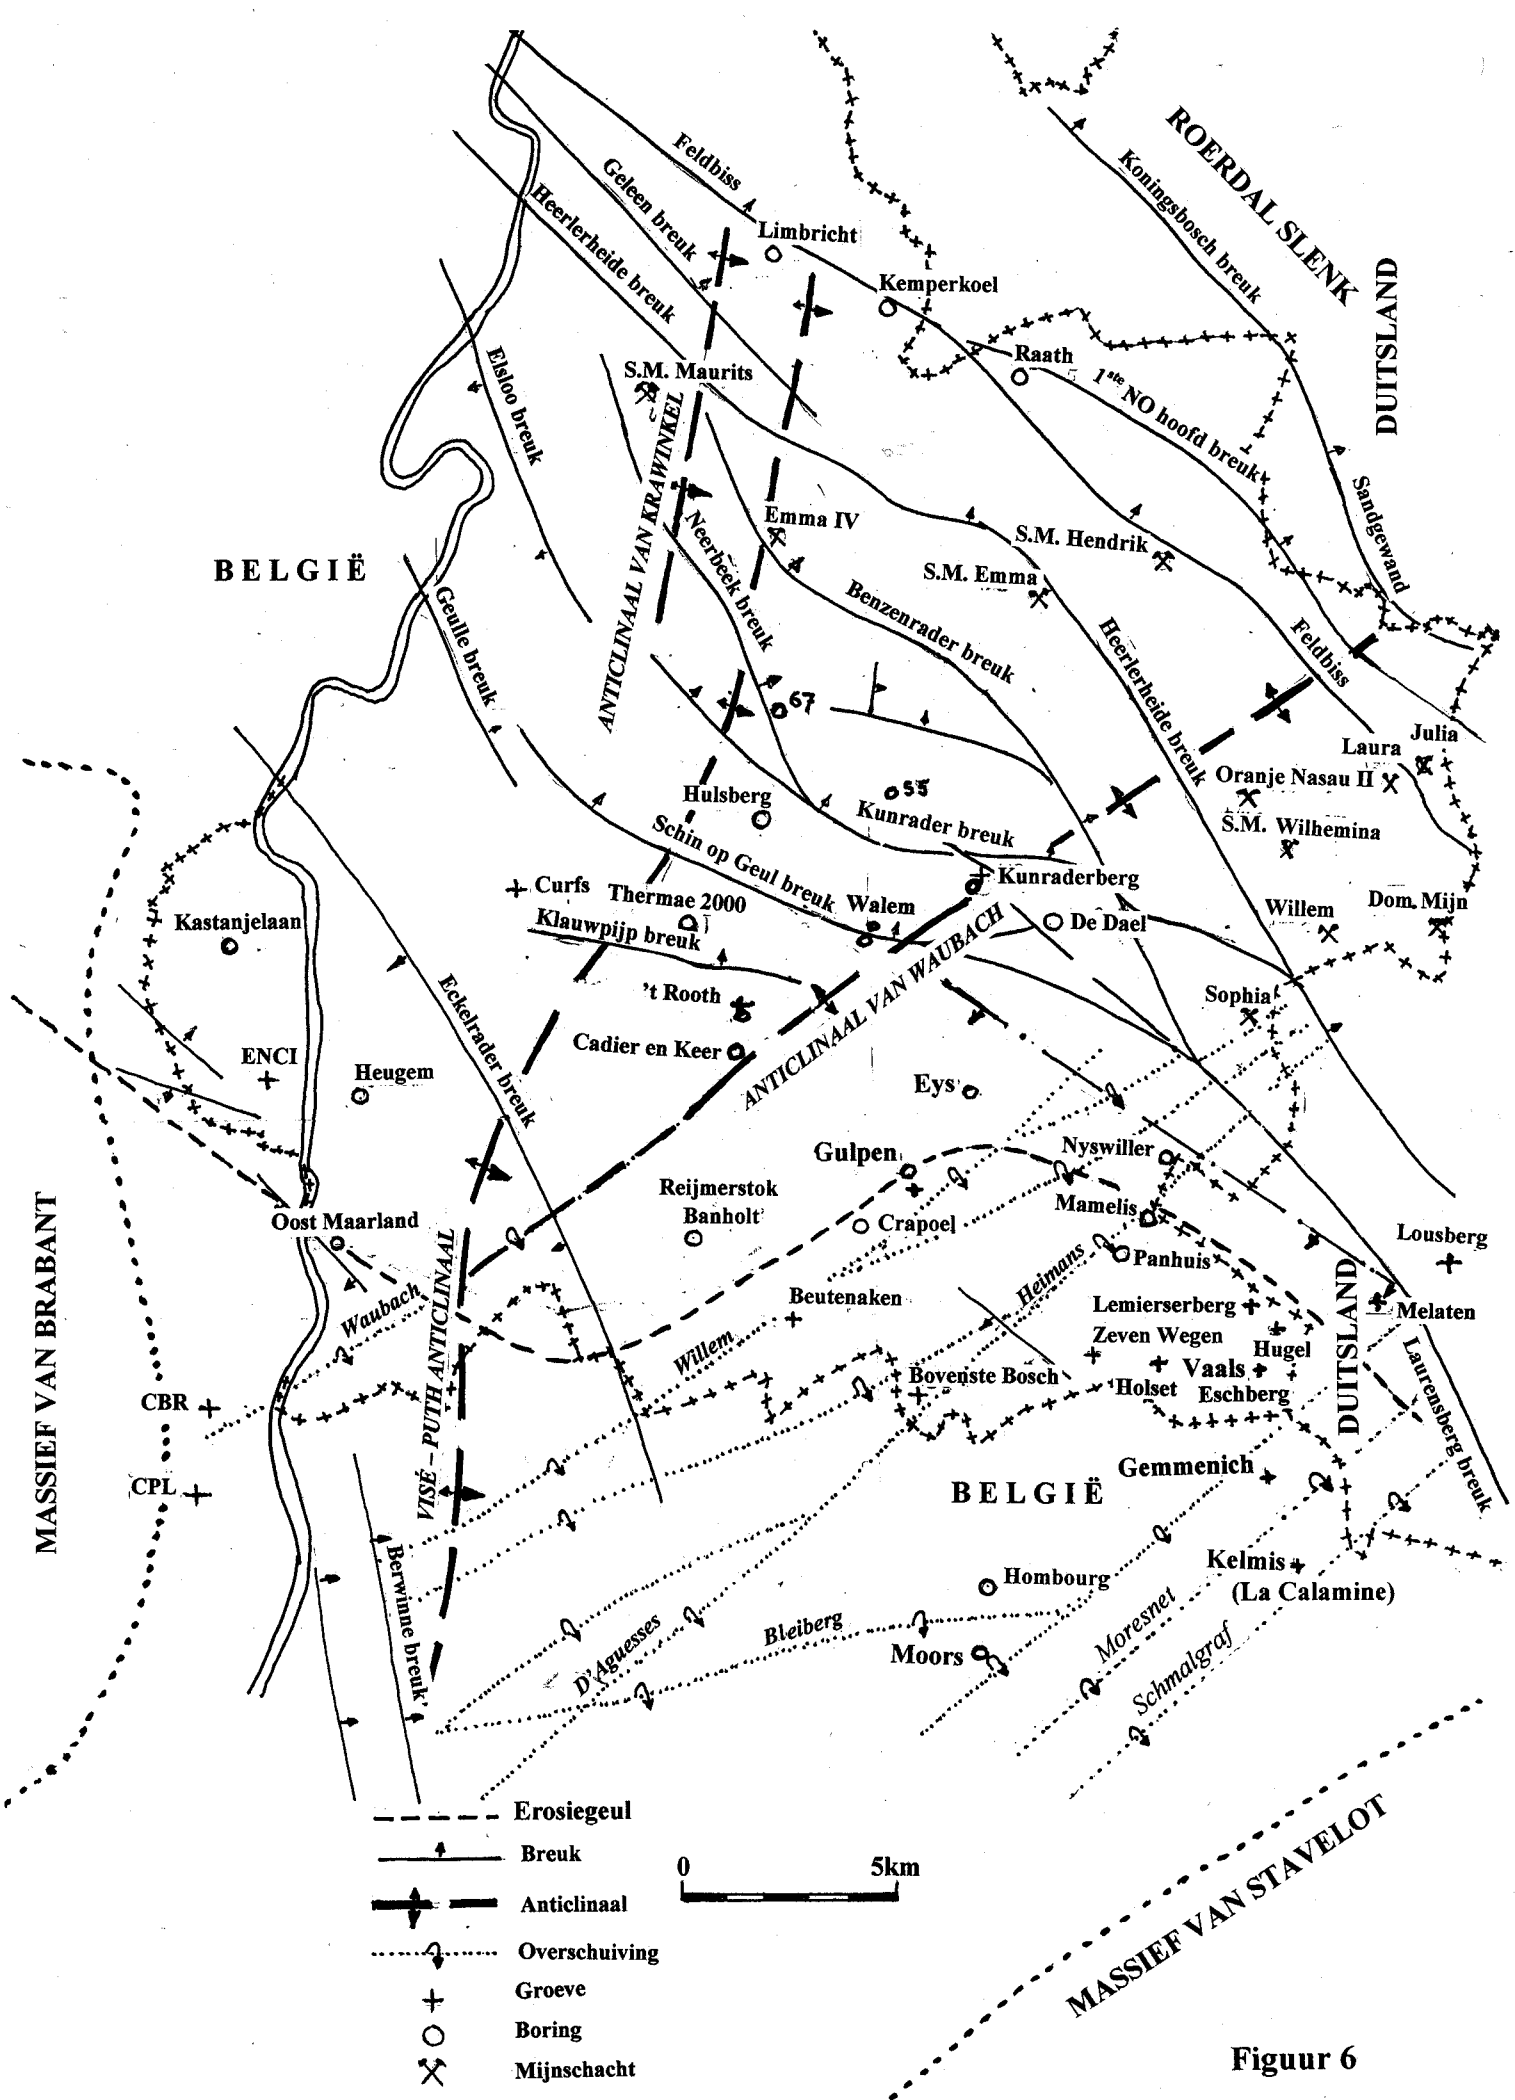 ROERDAL SLENK
Koningsbosch breuk
Feldbiss
Geleen breuk
Heerlerheide breuk
Limbricht
Kemperkoel
DUITSLAND
Raath
1ste NO hoofd breuk
Elsloo breuk
S.M. Maurits
ANTICLINAAL VAN KRAWINKEL
Sandgewand
Emma IV
S.M. Hendrik
S.M. Emma
BELGIË
Neerbeek breuk
Geulle breuk
Benzenrader breuk
Heerlerheide breuk
Feldbiss
67
Julia
Laura
Oranje Nasau II
S.M. Wilhemina
55
Hulsberg
Kunrader breuk
Schin op Geul breuk
Kunraderberg
Curfs
Thermae 2000
Walem
Klauwpijp breuk
De Dael
Willem
Dom. Mijn
Kastanjelaan
Eckelrader breuk
't Rooth
Sophia
Cadier en Keer
ANTICLINAAL VAN WAUBACH
ENCI
Heugem
Eys
Nyswiller
Gulpen
Reijmerstok
Banholt
Mamelis
Crapoel
Oost Maarland
Lousberg
MASSIEF VAN BRABANT
Panhuis
Heimans
Waubach
VISÉ – PUTH ANTICLINAAL
Beutenaken
Lemierserberg
DUITSLAND
Melaten
Zeven Wegen
Hugel
Willem
Bovenste Bosch
Vaals
Holset
Eschberg
Laurensberg breuk
CBR
CPL
Gemmenich
BELGIË
Berwinne breuk
Hombourg
Kelmis
(La Calamine)
Moresnet
Bleiberg
D'Aguesses
Moors
Schmalgraf
MASSIEF VAN STAVELOT
Erosiegeul
Breuk
0 5km
Anticlinaal
Overschuiving
Groeve
Boring
Mijnschacht
Figuur 6